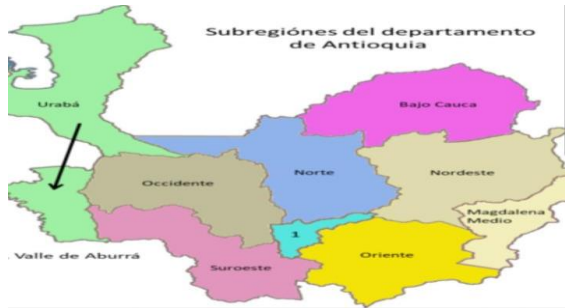 Subregiónes del departamento
de Antioquia
Urabá
Bajo Cauca
Norte
Nordeste
Occidente
Magdalena
Medio
1
Valle de Aburrá
Suroeste
Oriente